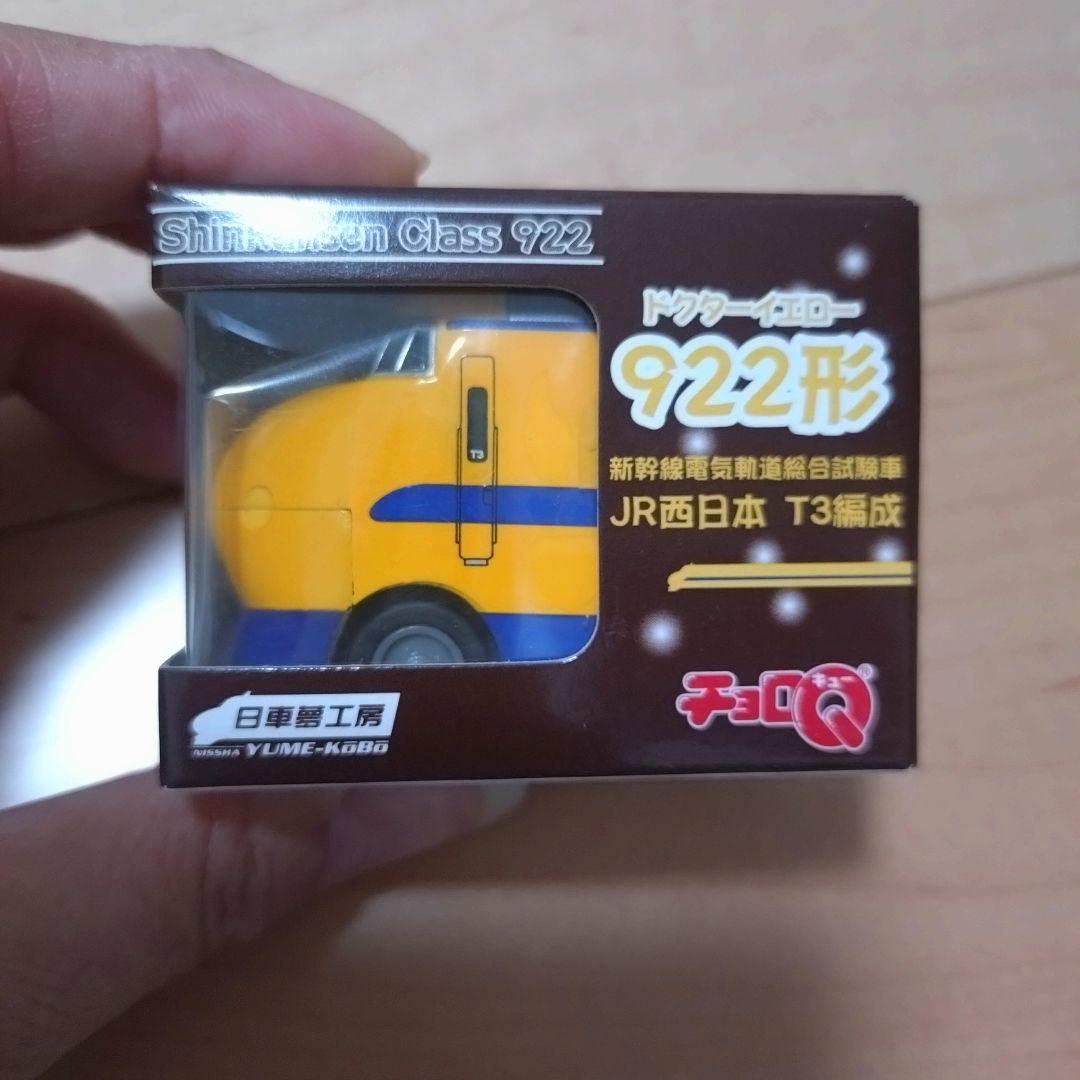 Shinkansen Class 922
ドクターイエロー
922形
新幹線電気軌道総合試験車
JR西日本 T3編成
T3
日車夢工房
NISSHA YUME-KōBō
チョロQ®
キュー